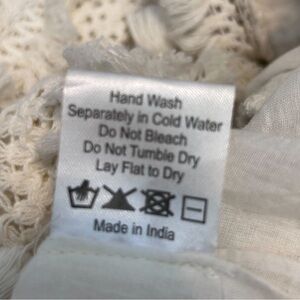 Hand Wash
Separately in Cold Water
Do Not Bleach
Do Not Tumble Dry
Lay Flat to Dry
Made in India